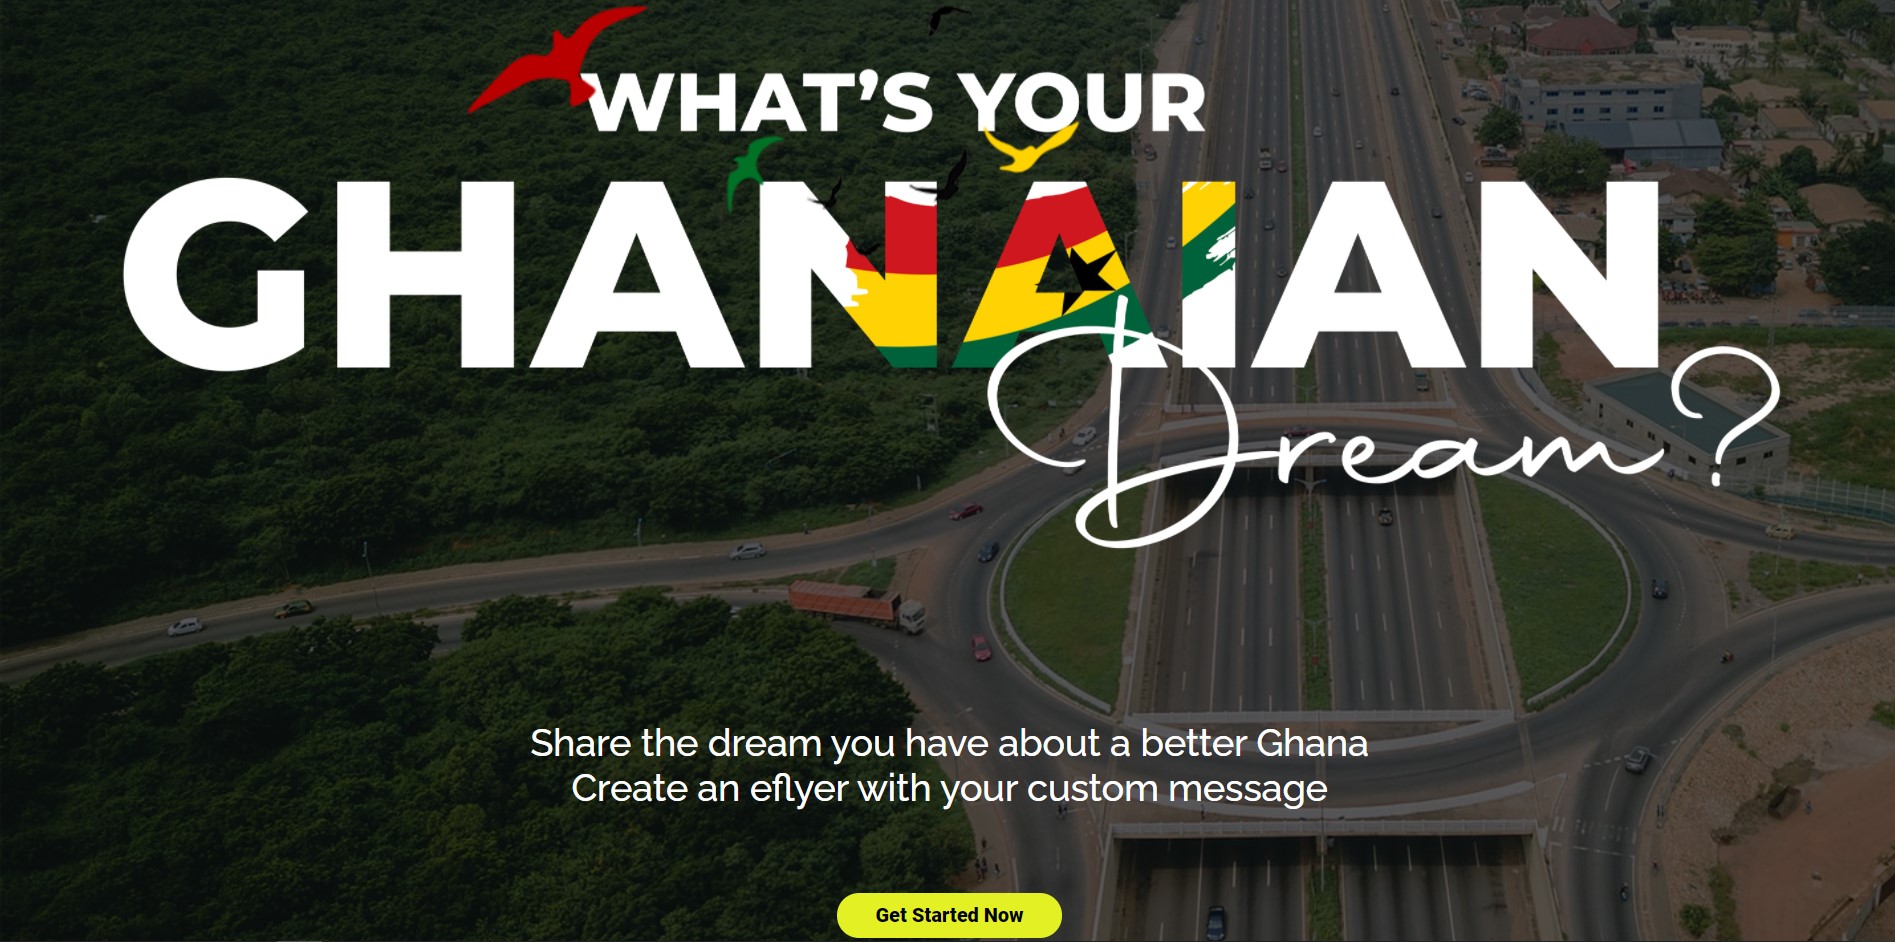 WHAT'S YOUR
GHANAIAN
Dream?
Share the dream you have about a better Ghana
Create an eflyer with your custom message
Get Started Now